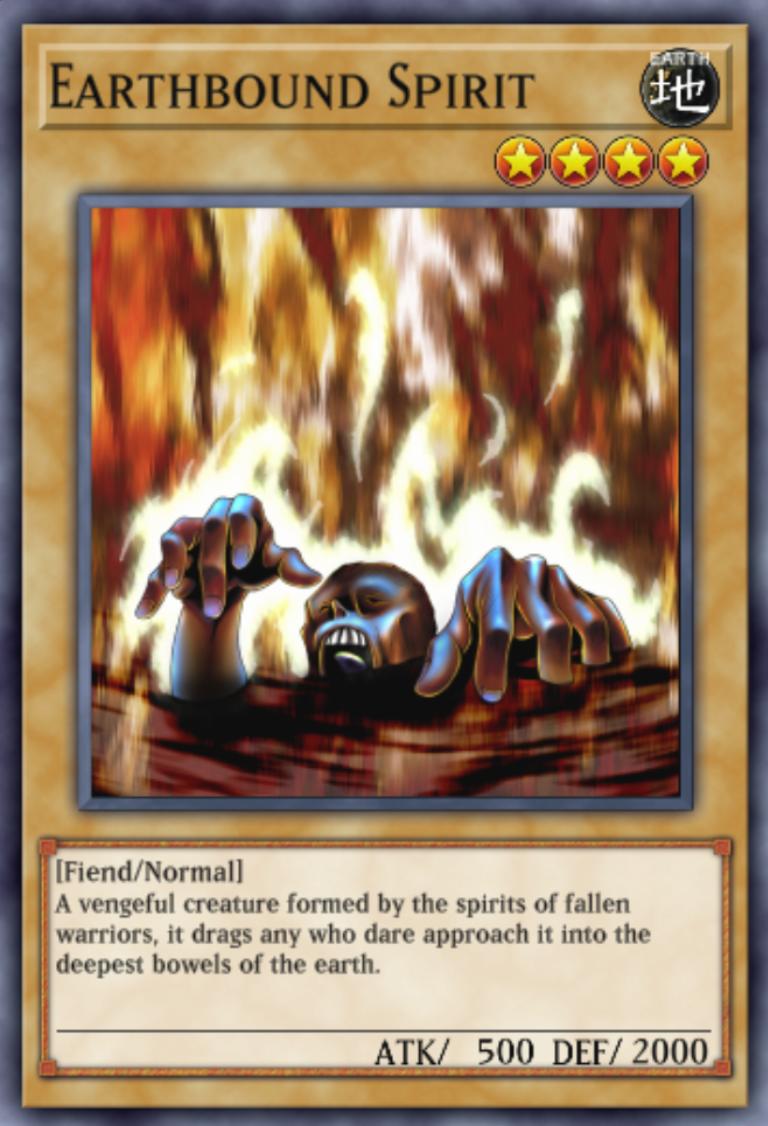 Earthbound Spirit
EARTH
地
[Fiend/Normal]
A vengeful creature formed by the spirits of fallen
warriors, it drags any who dare approach it into the
deepest bowels of the earth.
ATK/ 500 DEF/ 2000